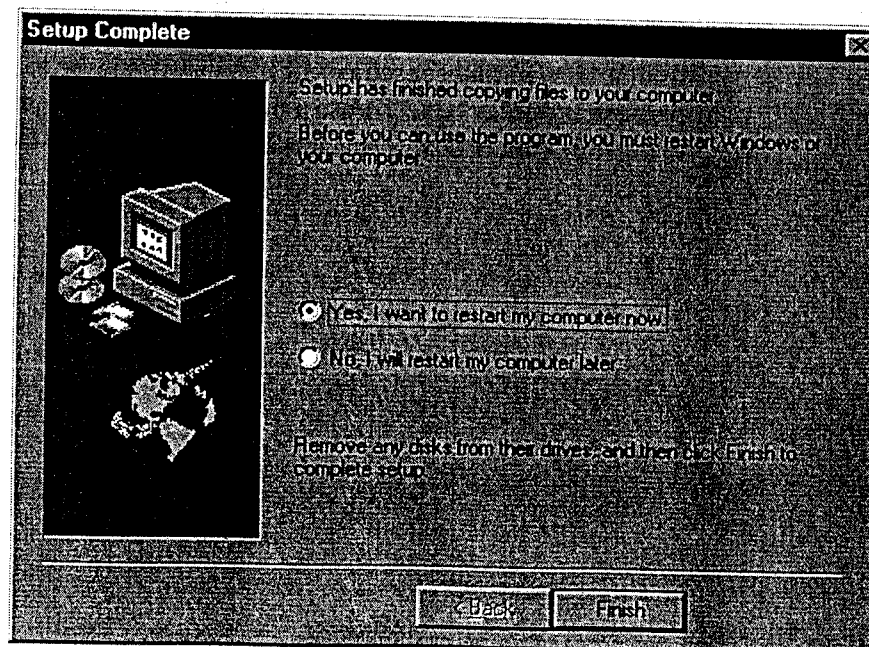 Setup Complete
Setup has finished copying files to your computer.
Before you can use the program, you must restart Windows or
your computer.
Yes, I want to restart my computer now.
No, I will restart my computer later.
Remove any disks from their drives, and then click Finish to
complete setup.
< Back
Finish